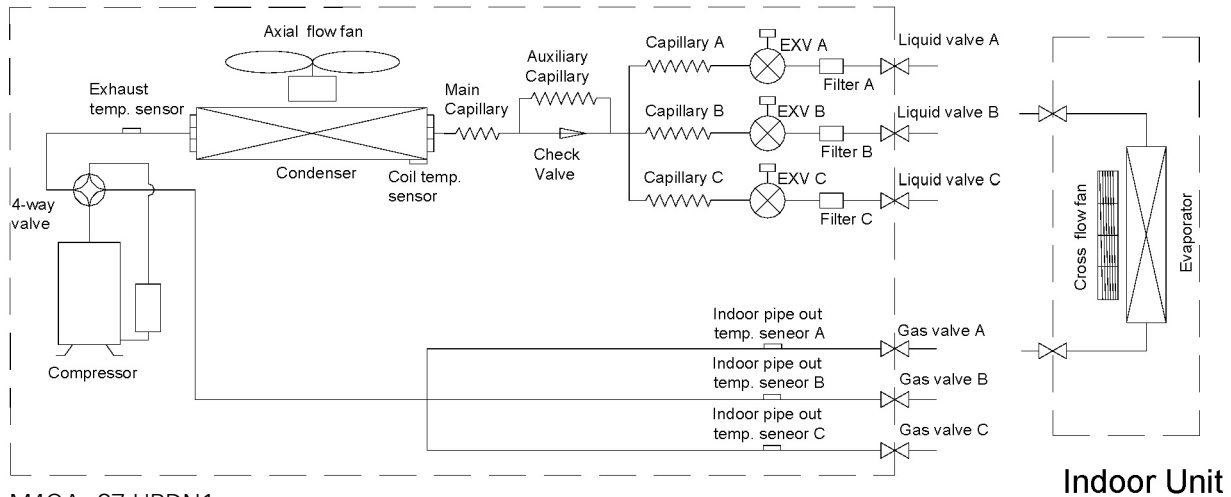 Axial flow fan
Exhaust
temp. sensor
Condenser
Coil temp.
sensor
Main
Capillary
Auxiliary
Capillary
Check
Valve
Capillary A
EXV A
Filter A
Liquid valve A
Capillary B
EXV B
Filter B
Liquid valve B
Capillary C
EXV C
Filter C
Liquid valve C
4-way
valve
Compressor
Indoor pipe out
temp. seneor A
Gas valve A
Indoor pipe out
temp. seneor B
Gas valve B
Indoor pipe out
temp. seneor C
Gas valve C
Cross flow fan
Evaporator
Indoor Unit